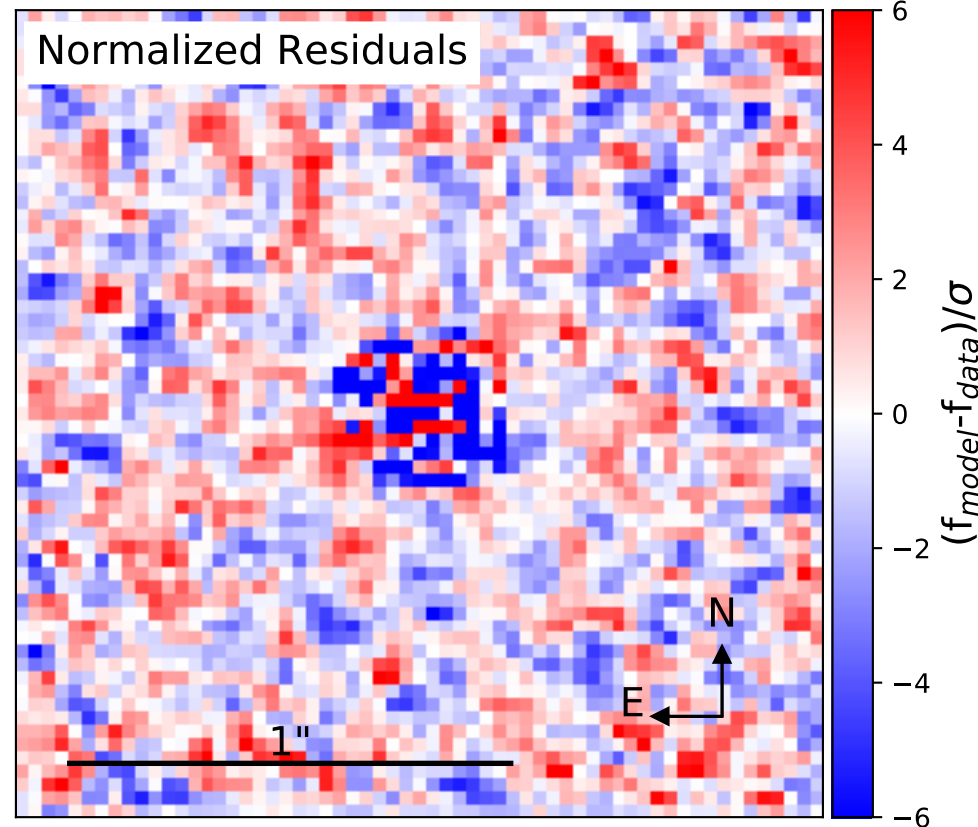 Normalized Residuals
6
4
2
0
−2
−4
−6
(f_model-f_data)/σ
N
E
1"